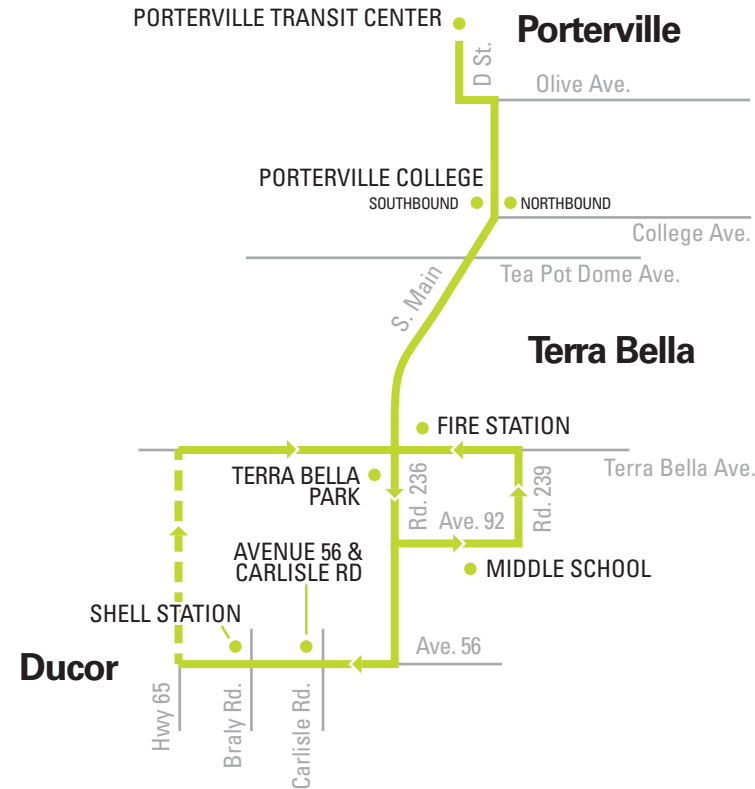 PORTERVILLE TRANSIT CENTER
Porterville
D St.
Olive Ave.
PORTERVILLE COLLEGE
SOUTHBOUND
NORTHBOUND
College Ave.
Tea Pot Dome Ave.
S. Main
Terra Bella
FIRE STATION
Terra Bella Ave.
TERRA BELLA
PARK
Rd. 236
Ave. 92
Rd. 239
AVENUE 56 &
CARLISLE RD
MIDDLE SCHOOL
SHELL STATION
Ave. 56
Ducor
Hwy 65
Braly Rd.
Carlisle Rd.